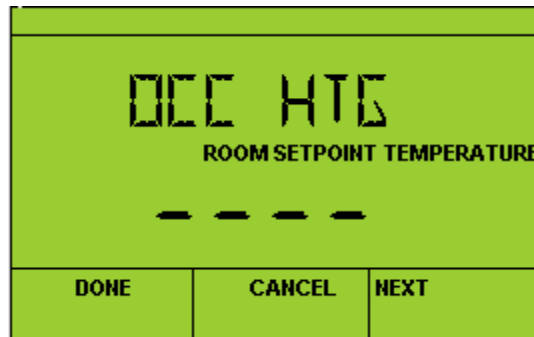 OCC HTG
ROOM SETPOINT TEMPERATURE
----
DONE CANCEL NEXT